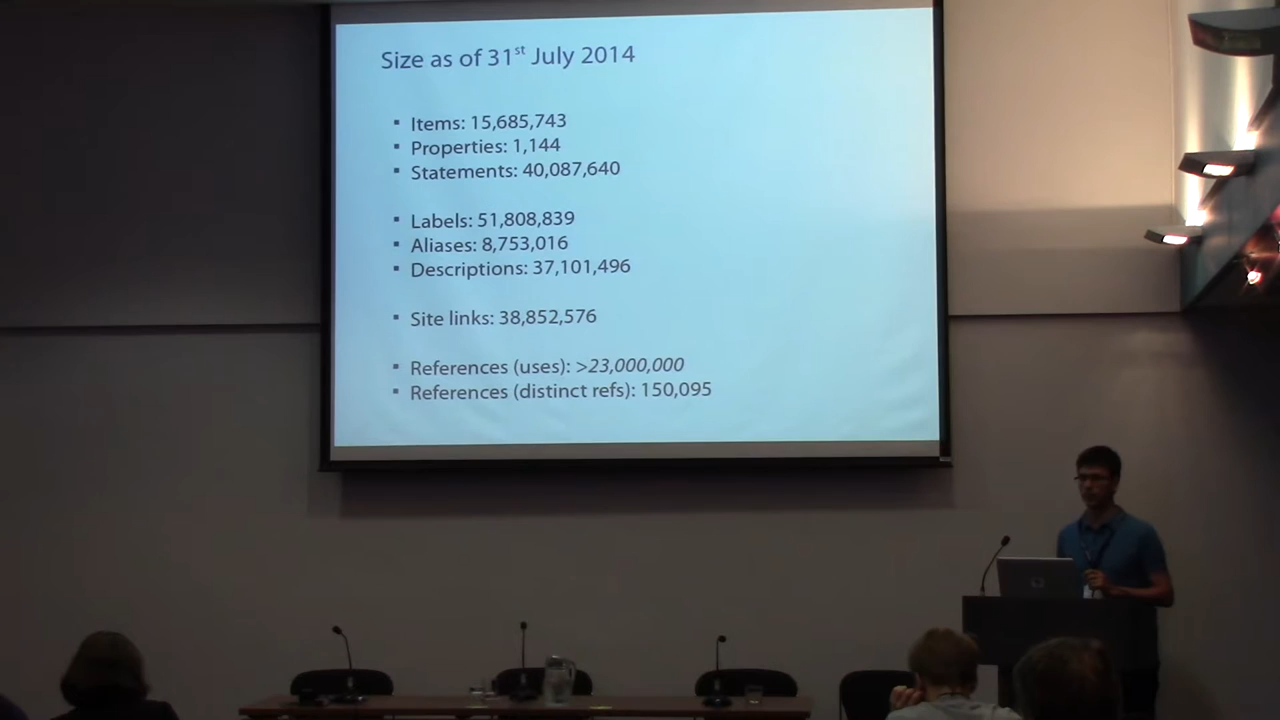 Size as of 31st July 2014
▪ Items: 15,685,743
▪ Properties: 1,144
▪ Statements: 40,087,640
▪ Labels: 51,808,839
▪ Aliases: 8,753,016
▪ Descriptions: 37,101,496
▪ Site links: 38,852,576
▪ References (uses): >23,000,000
▪ References (distinct refs): 150,095